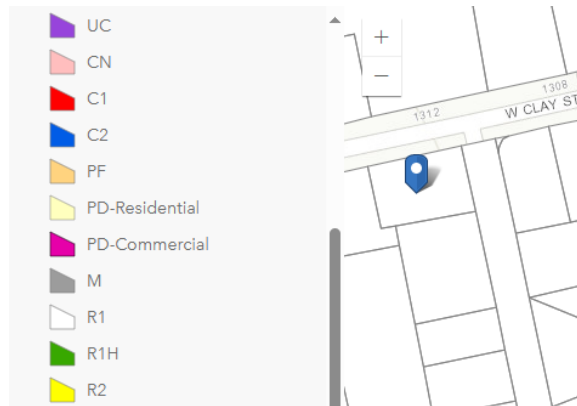 UC
CN
C1
C2
PF
PD-Residential
PD-Commercial
M
R1
R1H
R2
+
−
1308
1312
W CLAY ST